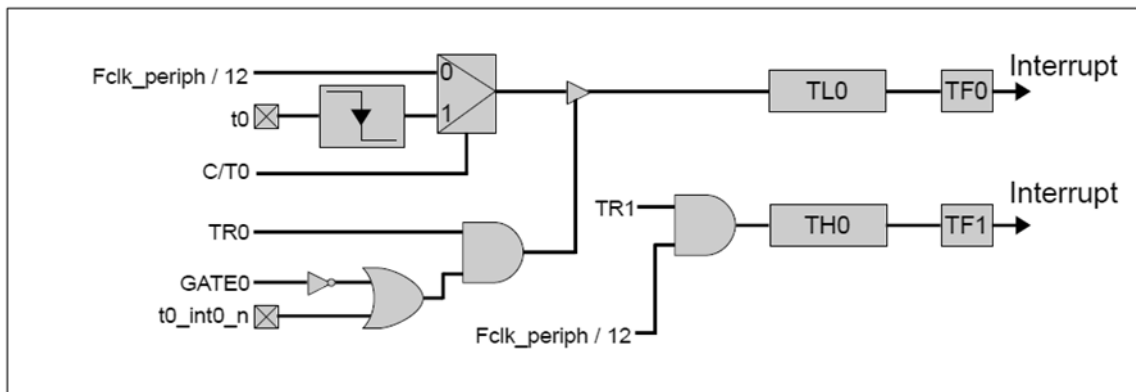 Fclk_periph / 12
0
t0
1
C/T0
TL0
TF0
Interrupt
TR0
GATE0
t0_int0_n
TR1
Fclk_periph / 12
TH0
TF1
Interrupt